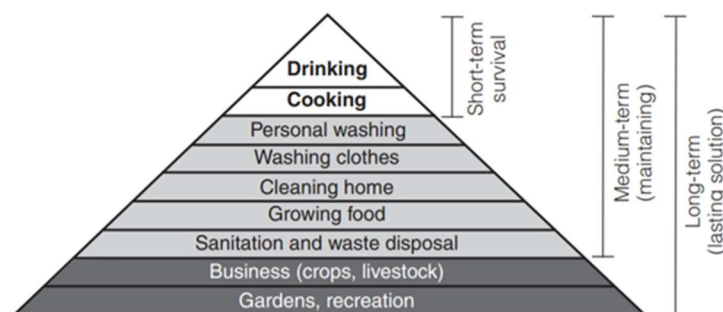 Drinking
Cooking
Personal washing
Washing clothes
Cleaning home
Growing food
Sanitation and waste disposal
Business (crops, livestock)
Gardens, recreation
Short-term
survival
Medium-term
(maintaining)
Long-term
(lasting solution)